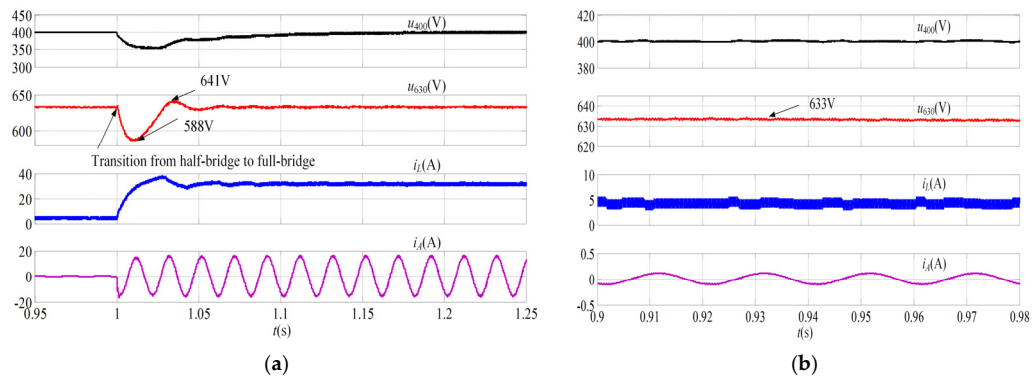 u400(V)
400
350
300
641V
u630(V)
650
600
588V
Transition from half-bridge to full-bridge
iL(A)
40
20
0
iA(A)
20
0
-20
0.95 1 1.05 1.1 1.15 1.2 1.25
t(s)
(a)
u400(V)
420
400
380
633V
u630(V)
640
630
620
iL(A)
10
5
0
iA(A)
0.5
0
-0.5
0.9 0.91 0.92 0.93 0.94 0.95 0.96 0.97 0.98
t(s)
(b)